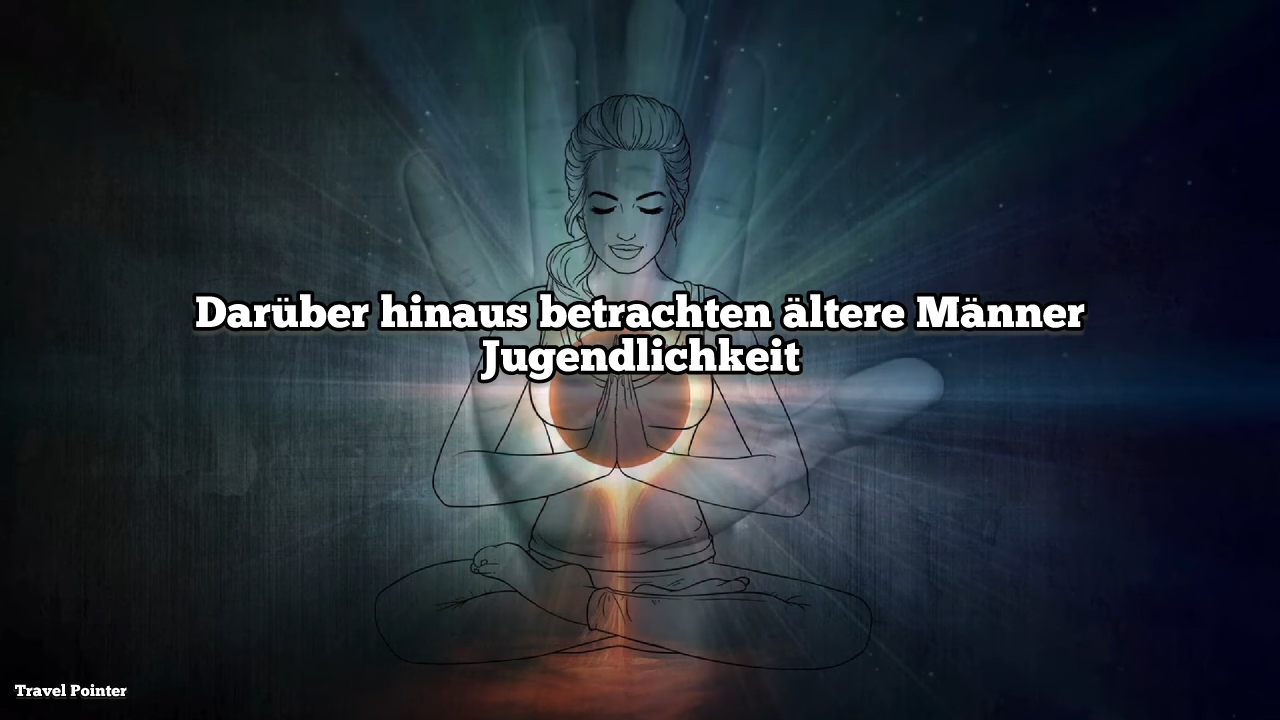 Darüber hinaus betrachten ältere Männer
Jugendlichkeit
Travel Pointer